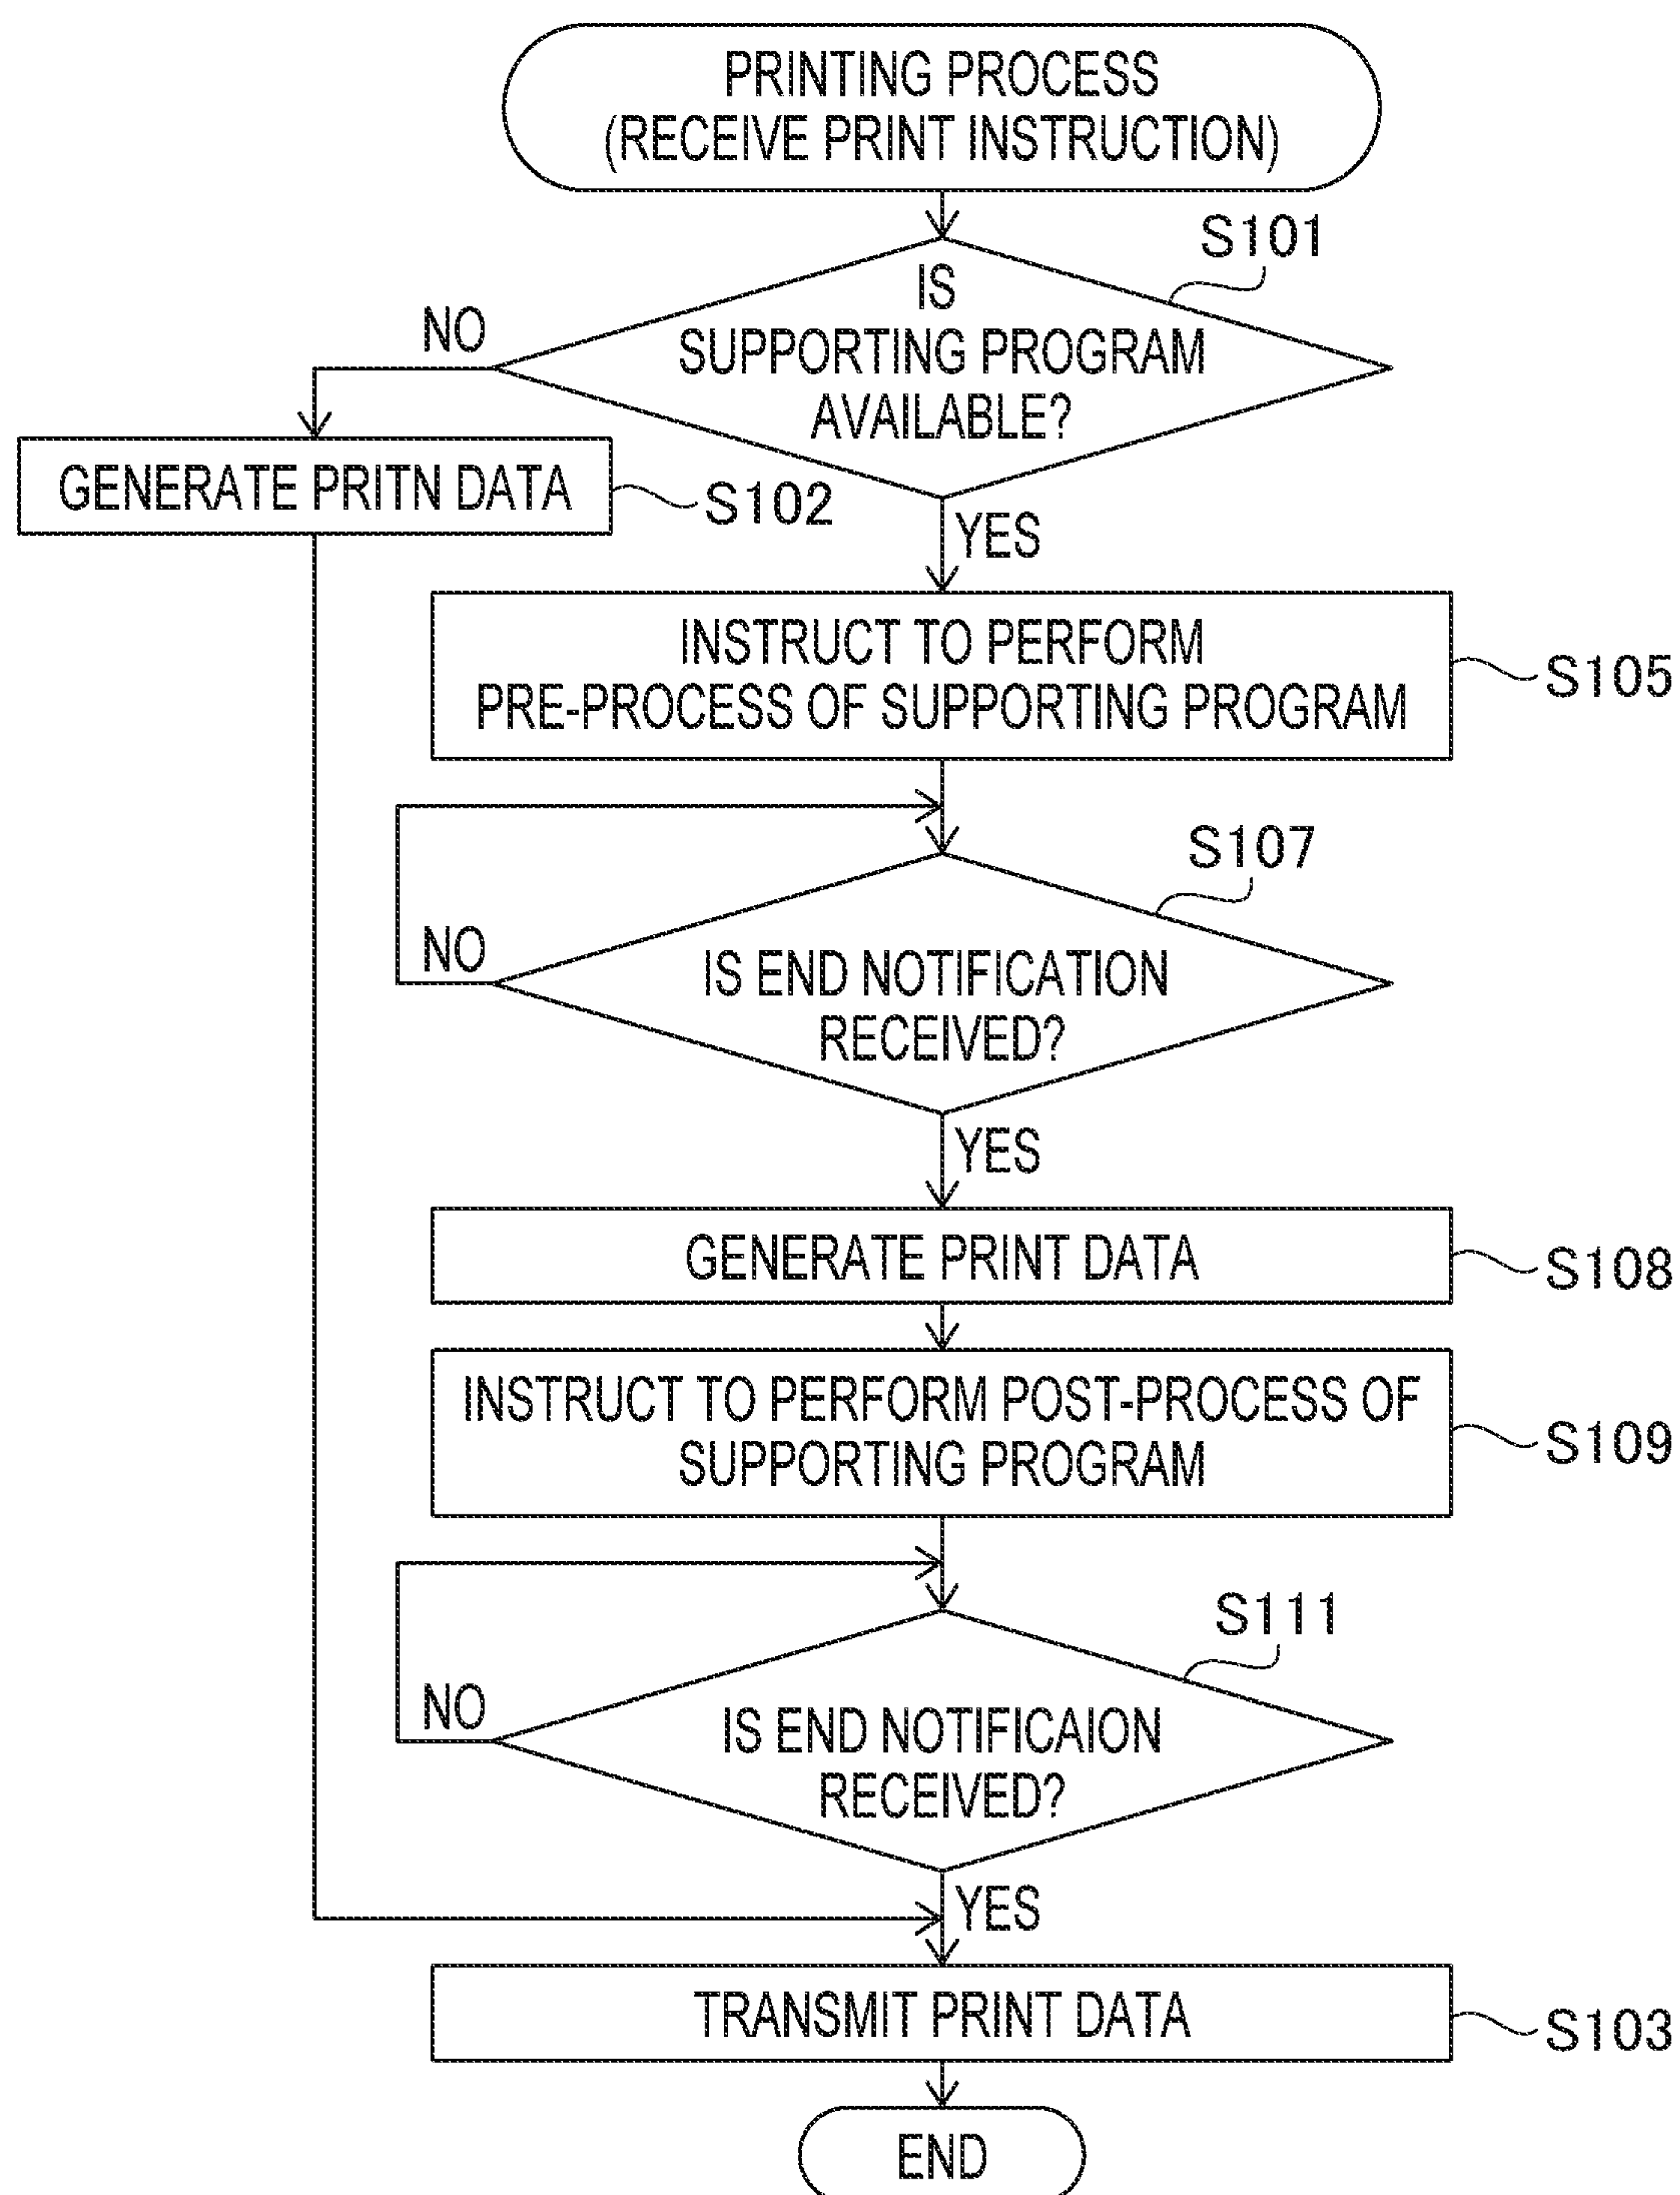 PRINTING PROCESS
(RECEIVE PRINT INSTRUCTION)
S101
IS
SUPPORTING PROGRAM
AVAILABLE?
NO
GENERATE PRITN DATA
S102
YES
INSTRUCT TO PERFORM
PRE-PROCESS OF SUPPORTING PROGRAM
S105
S107
NO
IS END NOTIFICATION
RECEIVED?
YES
GENERATE PRINT DATA
S108
INSTRUCT TO PERFORM POST-PROCESS OF
SUPPORTING PROGRAM
S109
S111
NO
IS END NOTIFICAION
RECEIVED?
YES
TRANSMIT PRINT DATA
S103
END